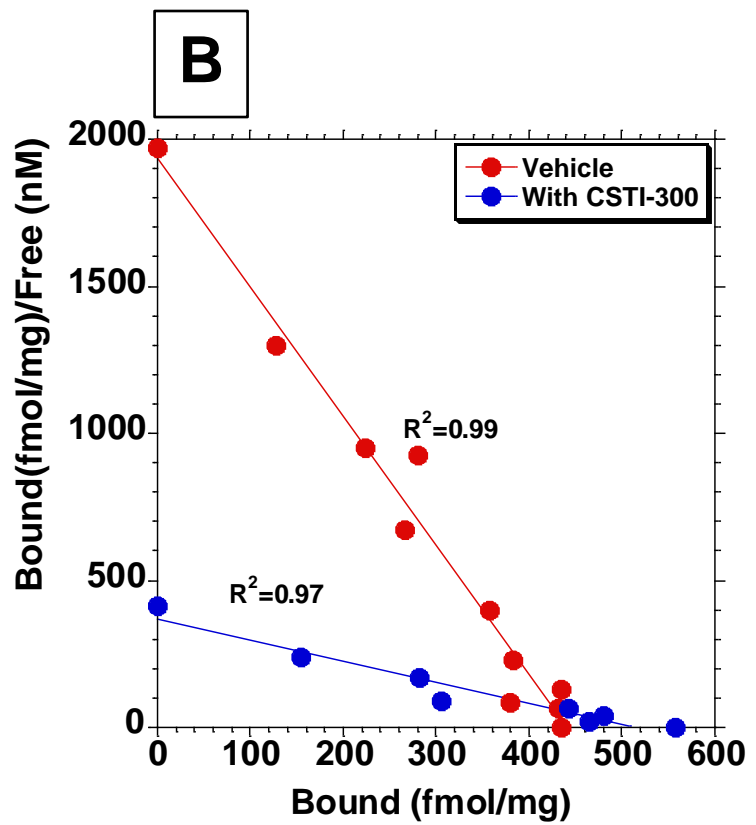 B
Bound(fmol/mg)/Free (nM)
2000
1500
1000
500
0
Vehicle
With CSTI-300
R²=0.99
R²=0.97
0 100 200 300 400 500 600
Bound (fmol/mg)